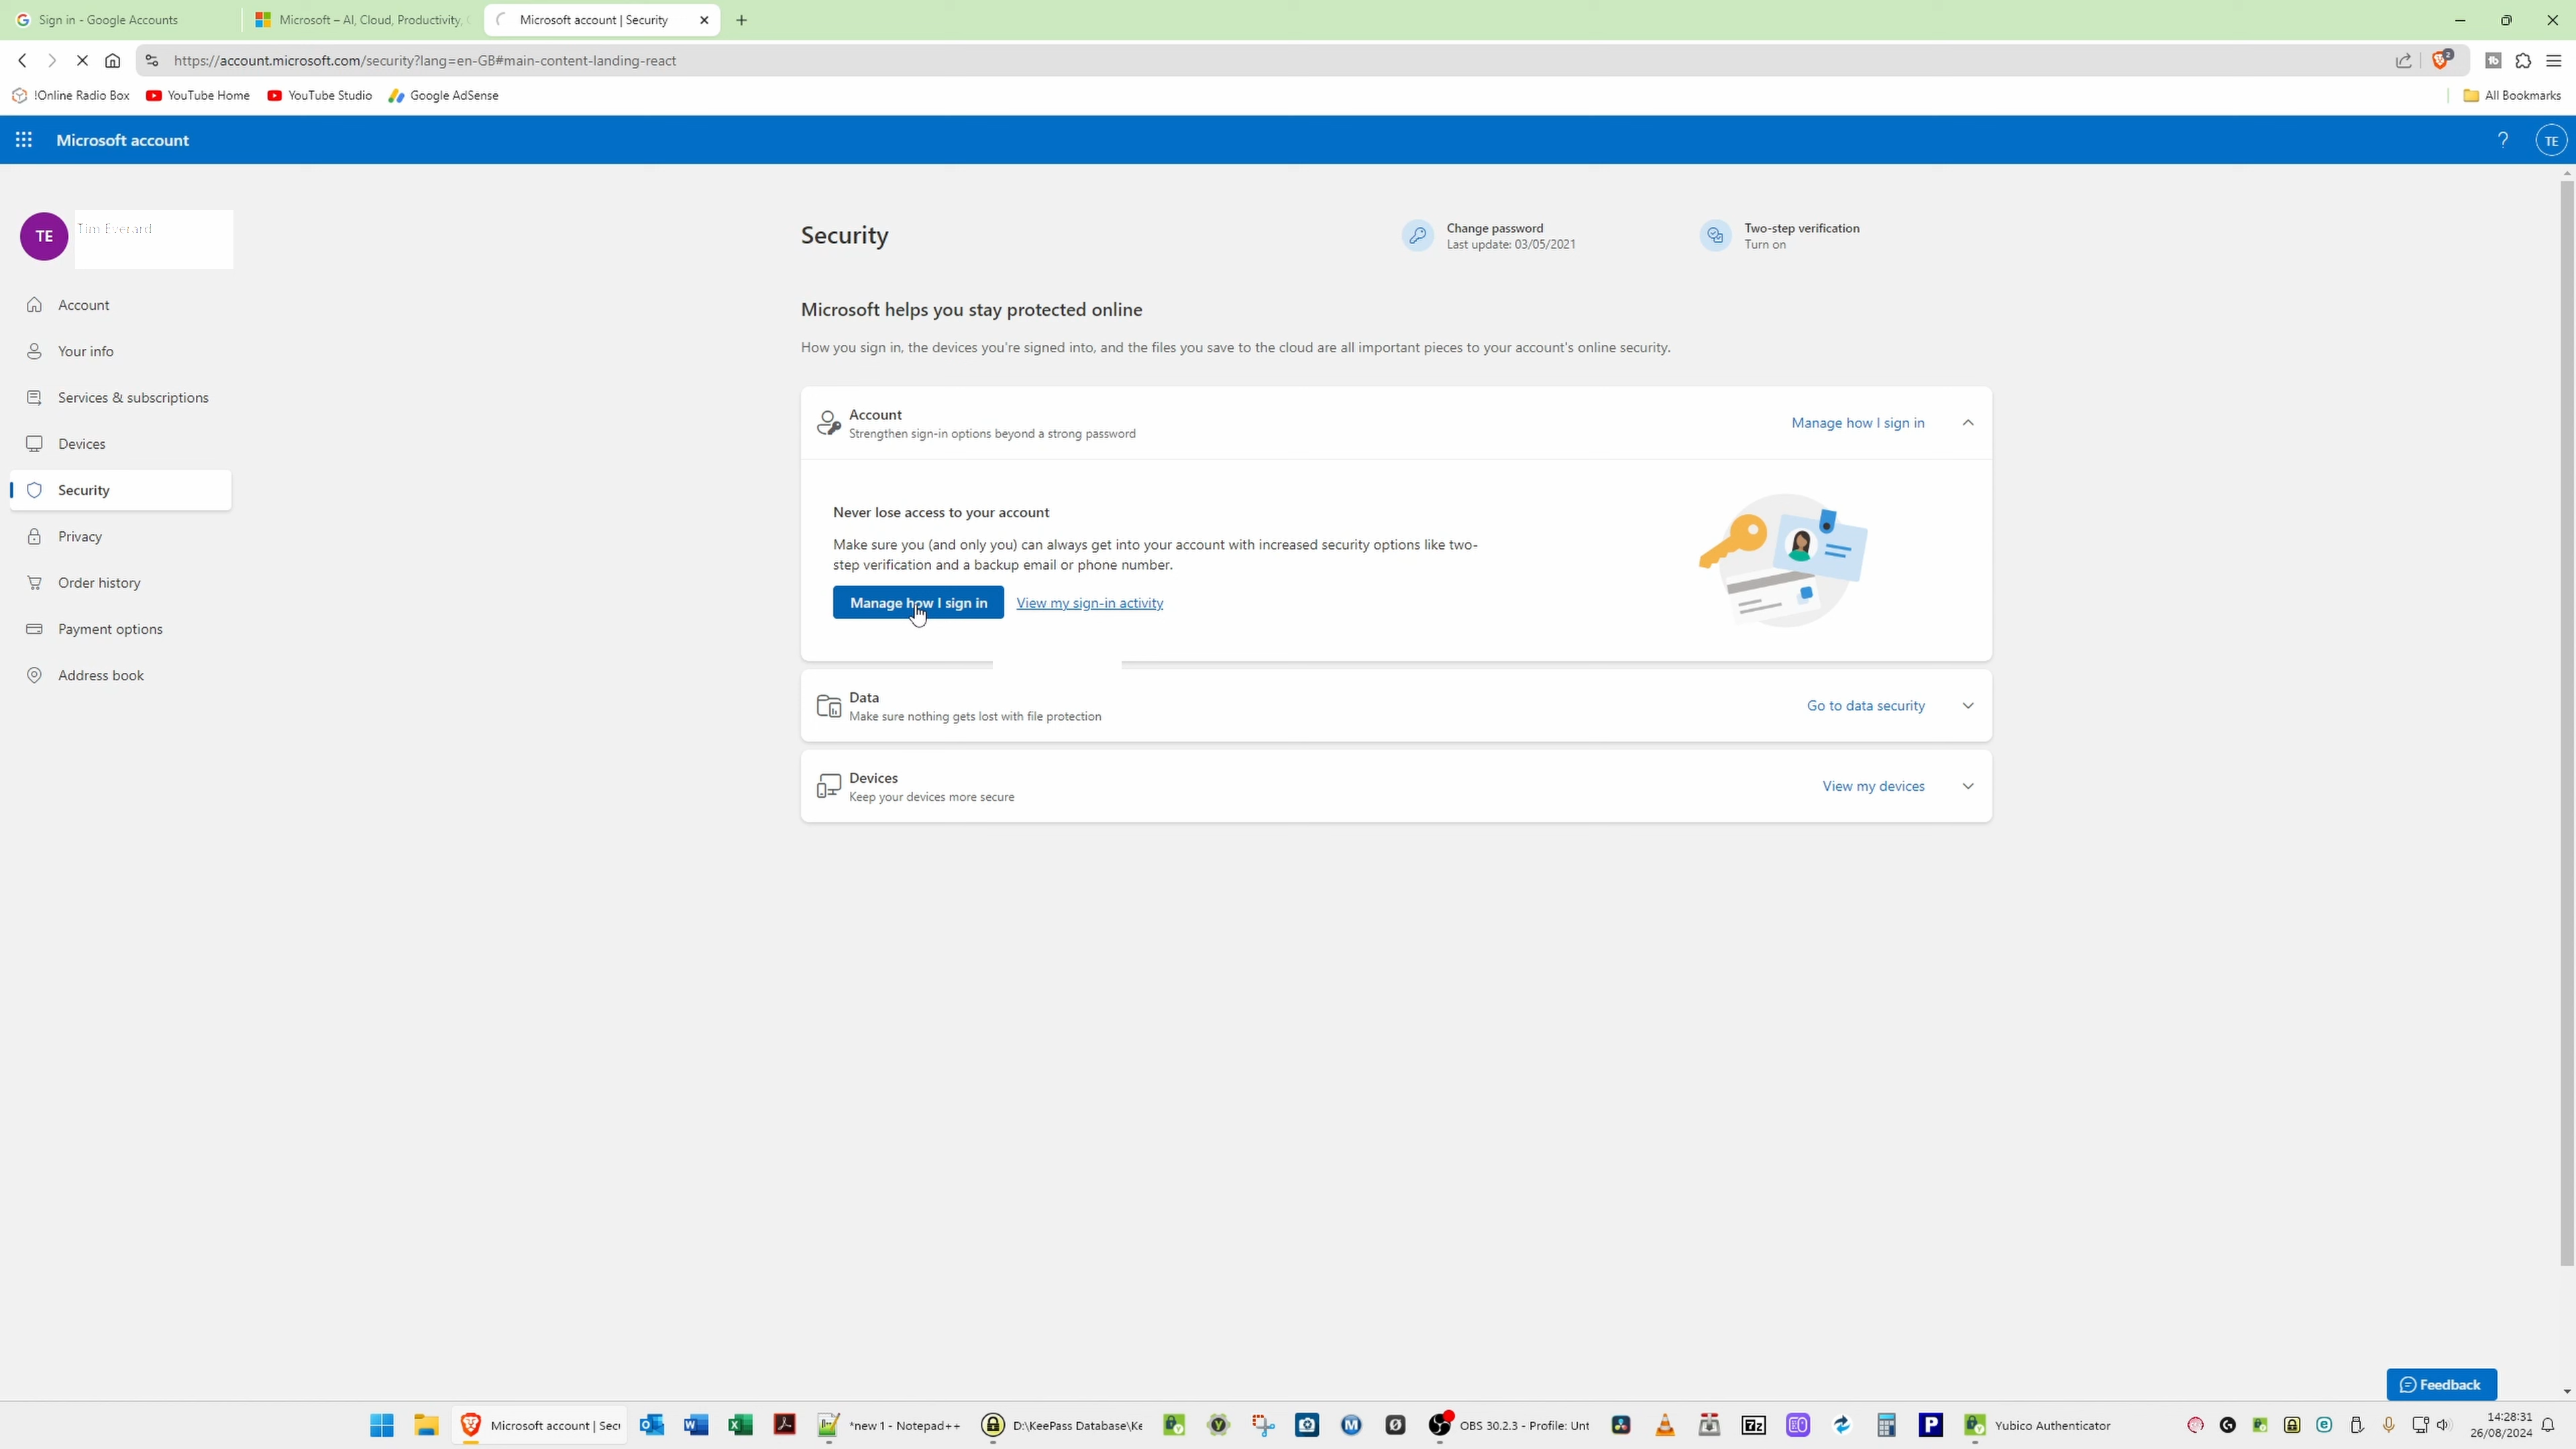 Sign in - Google Accounts
Microsoft – AI, Cloud, Productivity,
Microsoft account | Security
https://account.microsoft.com/security?lang=en-GB#main-content-landing-react
2
!Online Radio Box
YouTube Home
YouTube Studio
Google AdSense
All Bookmarks
Microsoft account
?
TE
TE
Tim Everard
Account
Your info
Services & subscriptions
Devices
Security
Privacy
Order history
Payment options
Address book
Security
Change password
Last update: 03/05/2021
Two-step verification
Turn on
Microsoft helps you stay protected online
How you sign in, the devices you're signed into, and the files you save to the cloud are all important pieces to your account's online security.
Account
Strengthen sign-in options beyond a strong password
Manage how I sign in
Never lose access to your account
Make sure you (and only you) can always get into your account with increased security options like two-
step verification and a backup email or phone number.
Manage how I sign in
View my sign-in activity
Data
Make sure nothing gets lost with file protection
Go to data security
Devices
Keep your devices more secure
View my devices
Feedback
Microsoft account | Sec
*new 1 - Notepad++
D:\KeePass Database\Ke
OBS 30.2.3 - Profile: Unt
Yubico Authenticator
14:28:31
26/08/2024